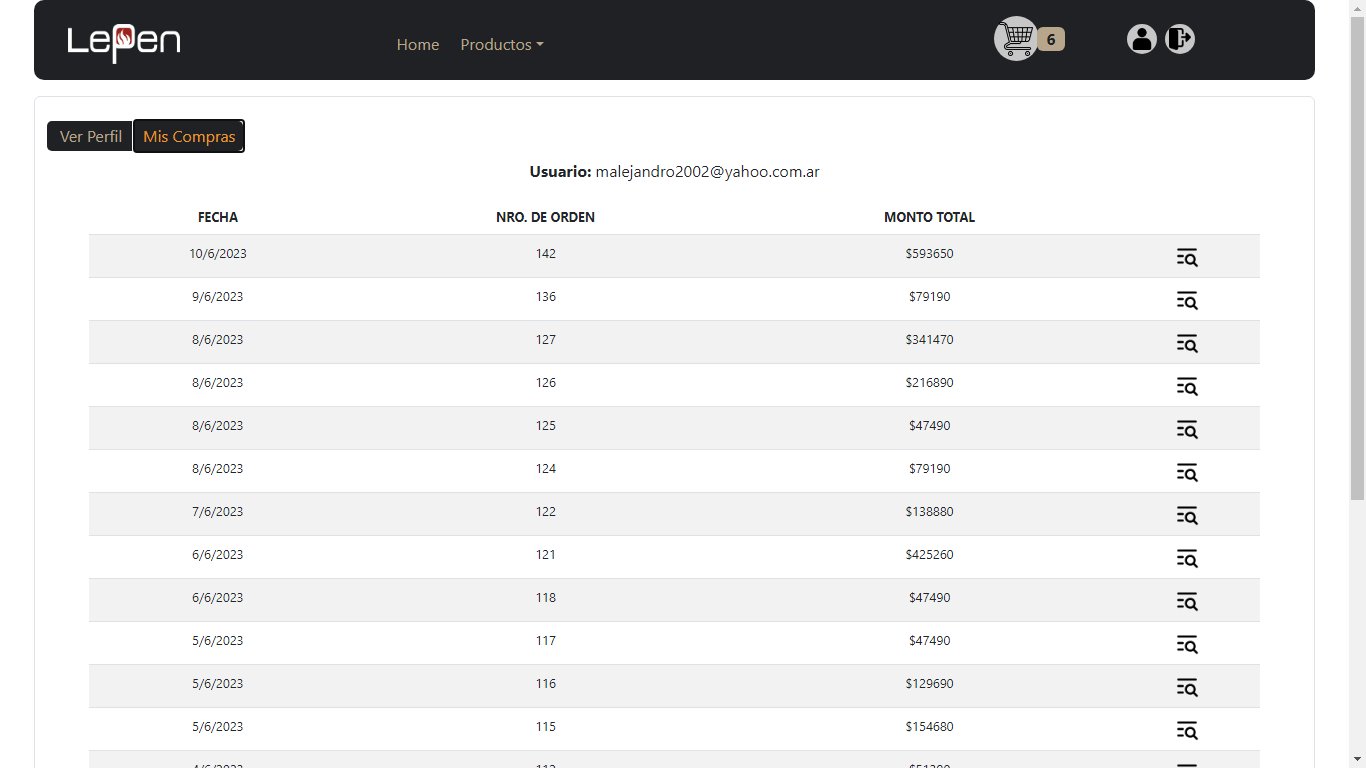 LePen
Home Productos 6
Ver Perfil Mis Compras
Usuario: malejandro2002@yahoo.com.ar
FECHA NRO. DE ORDEN MONTO TOTAL
10/6/2023 142 $593650
9/6/2023 136 $79190
8/6/2023 127 $341470
8/6/2023 126 $216890
8/6/2023 125 $47490
8/6/2023 124 $79190
7/6/2023 122 $138880
6/6/2023 121 $425260
6/6/2023 118 $47490
5/6/2023 117 $47490
5/6/2023 116 $129690
5/6/2023 115 $154680